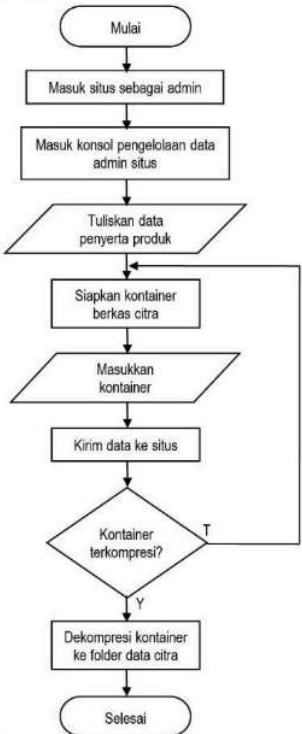 Mulai
Masuk situs sebagai admin
Masuk konsol pengelolaan data
admin situs
Tuliskan data
penyerta produk
Siapkan kontainer
berkas citra
Masukkan
kontainer
Kirim data ke situs
Kontainer
terkompresi?
T
Y
Dekompresi kontainer
ke folder data citra
Selesai